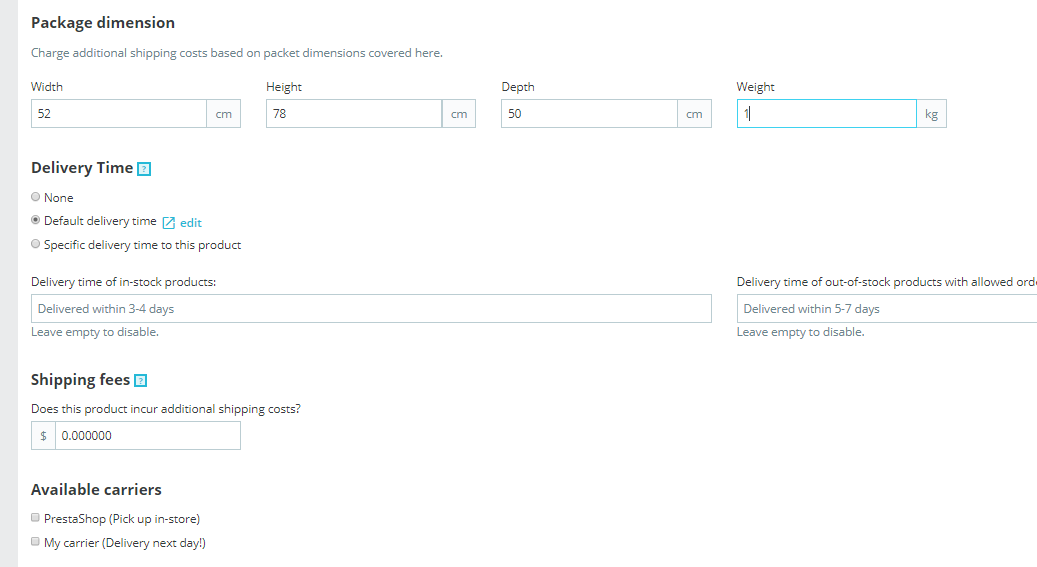 Package dimension
Charge additional shipping costs based on packet dimensions covered here.
Width Height Depth Weight
52 cm 78 cm 50 cm 1 kg
Delivery Time ?
None
Default delivery time edit
Specific delivery time to this product
Delivery time of in-stock products: Delivery time of out-of-stock products with allowed ord
Delivered within 3-4 days Delivered within 5-7 days
Leave empty to disable. Leave empty to disable.
Shipping fees ?
Does this product incur additional shipping costs?
$ 0.000000
Available carriers
PrestaShop (Pick up in-store)
My carrier (Delivery next day!)